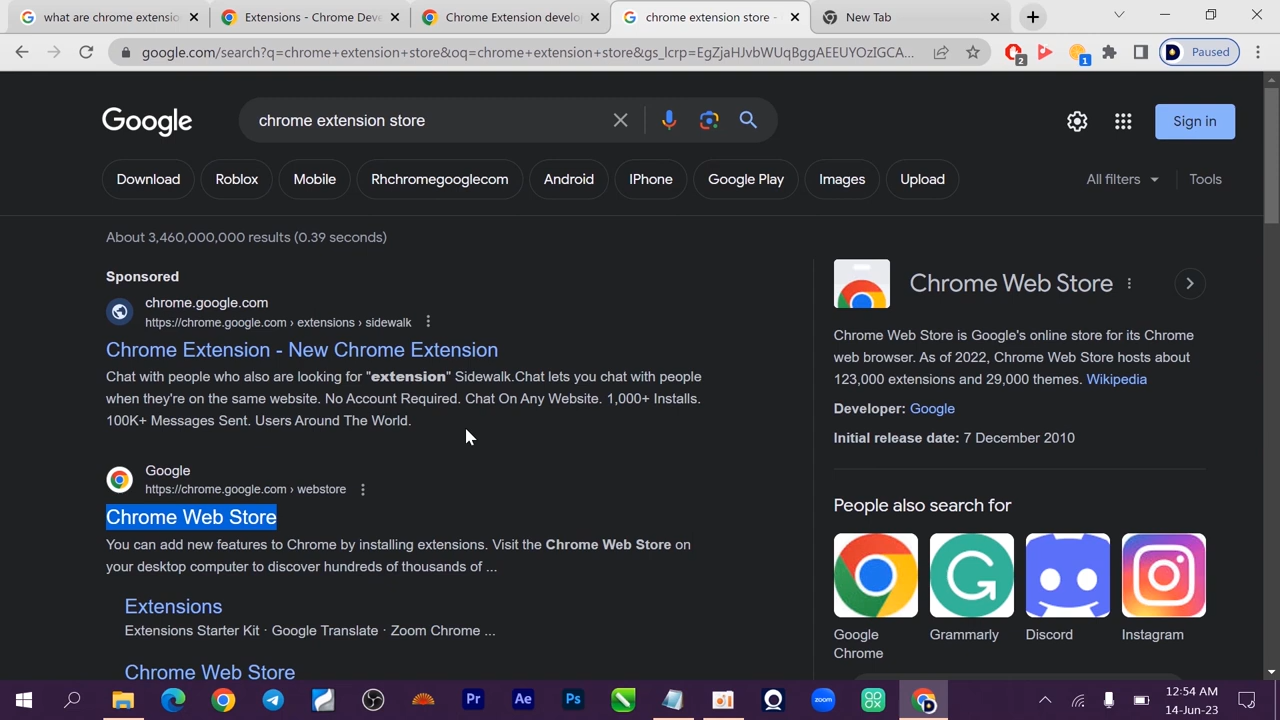 what are chrome extensio
Extensions - Chrome Dev
Chrome Extension develo
chrome extension store -
New Tab
google.com/search?q=chrome+extension+store&oq=chrome+extension+store&gs_lcrp=EgZjaHJvbWUqBggAEEUYOzIGCA...
2
1
Paused
Google
chrome extension store
Sign in
Download
Roblox
Mobile
Rhchromegooglecom
Android
IPhone
Google Play
Images
Upload
All filters
Tools
About 3,460,000,000 results (0.39 seconds)
Sponsored
chrome.google.com
https://chrome.google.com › extensions › sidewalk
Chrome Extension - New Chrome Extension
Chat with people who also are looking for "extension" Sidewalk.Chat lets you chat with people
when they're on the same website. No Account Required. Chat On Any Website. 1,000+ Installs.
100K+ Messages Sent. Users Around The World.
Google
https://chrome.google.com › webstore
Chrome Web Store
You can add new features to Chrome by installing extensions. Visit the Chrome Web Store on
your desktop computer to discover hundreds of thousands of ...
Extensions
Extensions Starter Kit · Google Translate · Zoom Chrome ...
Chrome Web Store
Chrome Web Store
Chrome Web Store is Google's online store for its Chrome
web browser. As of 2022, Chrome Web Store hosts about
123,000 extensions and 29,000 themes. Wikipedia
Developer: Google
Initial release date: 7 December 2010
People also search for
Google
Chrome
Grammarly
Discord
Instagram
Pr
Ae
Ps
zoom
12:54 AM
14-Jun-23